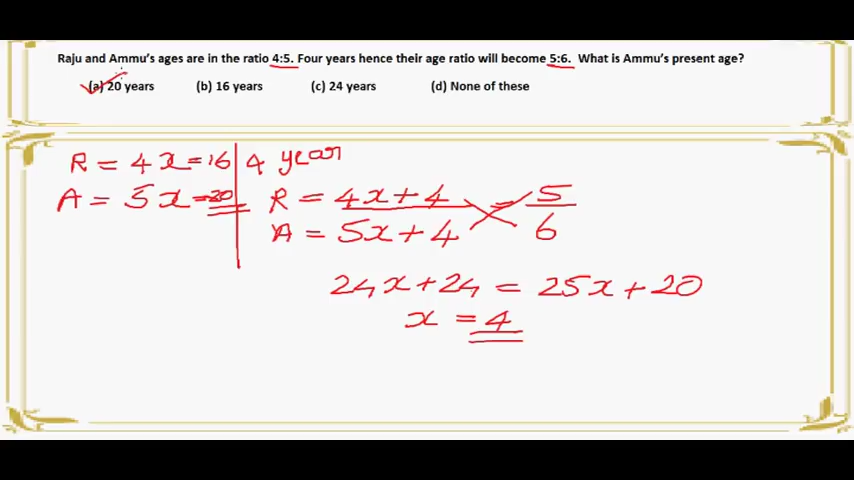 Raju and Ammu's ages are in the ratio 4:5. Four years hence their age ratio will become 5:6. What is Ammu's present age?
(a) 20 years (b) 16 years (c) 24 years (d) None of these
R = 4x = 16
A = 5x = 20
4 year
R = 4x + 4 = 5
A = 5x + 4 6
24x + 24 = 25x + 20
x = 4